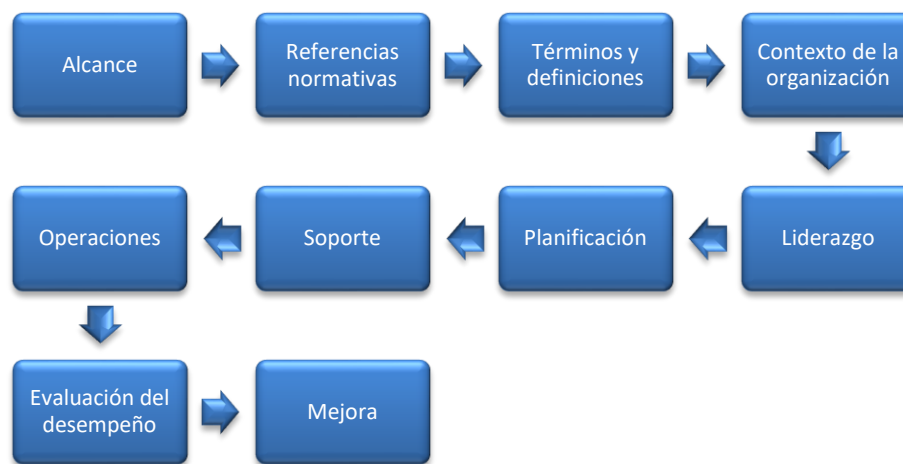 Alcance
Referencias
normativas
Términos y
definiciones
Contexto de la
organización
Liderazgo
Planificación
Soporte
Operaciones
Evaluación del
desempeño
Mejora